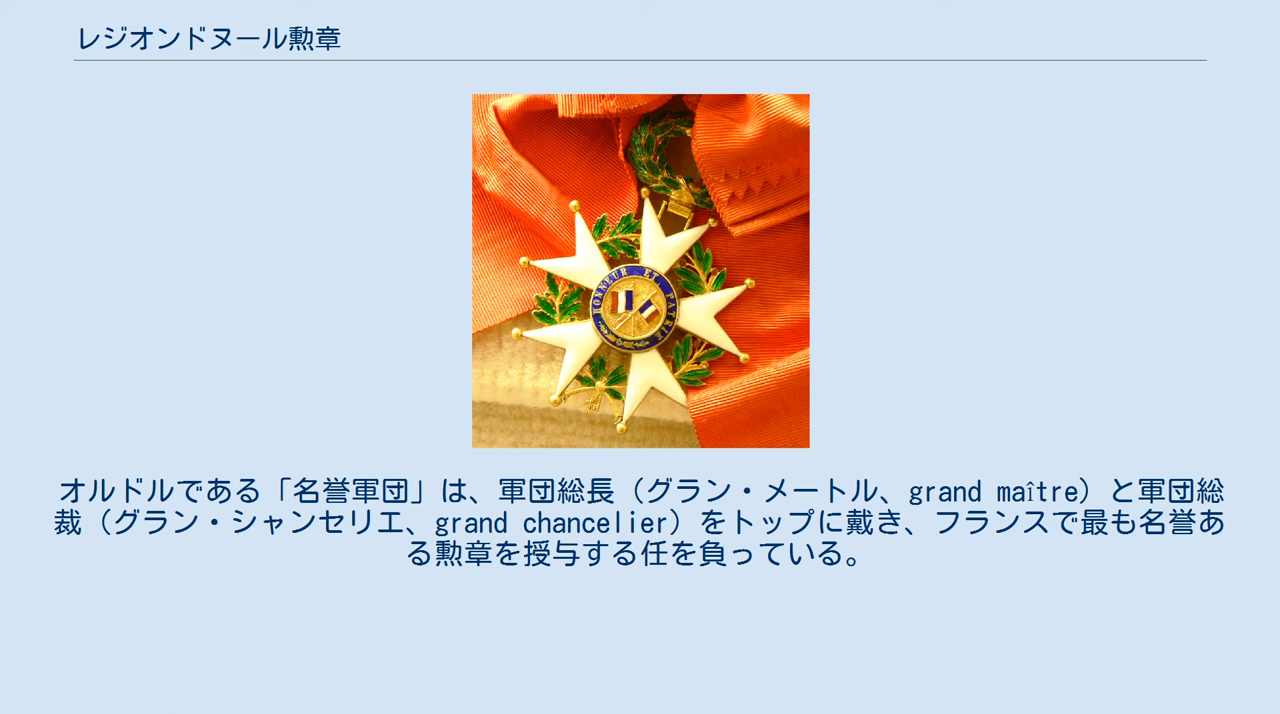 レジオンドヌール勲章
HONNEUR ET PATRIE
オルドルである「名誉軍団」は、軍団総長（グラン・メートル、grand maître）と軍団総
裁（グラン・シャンセリエ、grand chancelier）をトップに戴き、フランスで最も名誉あ
る勲章を授与する任を負っている。